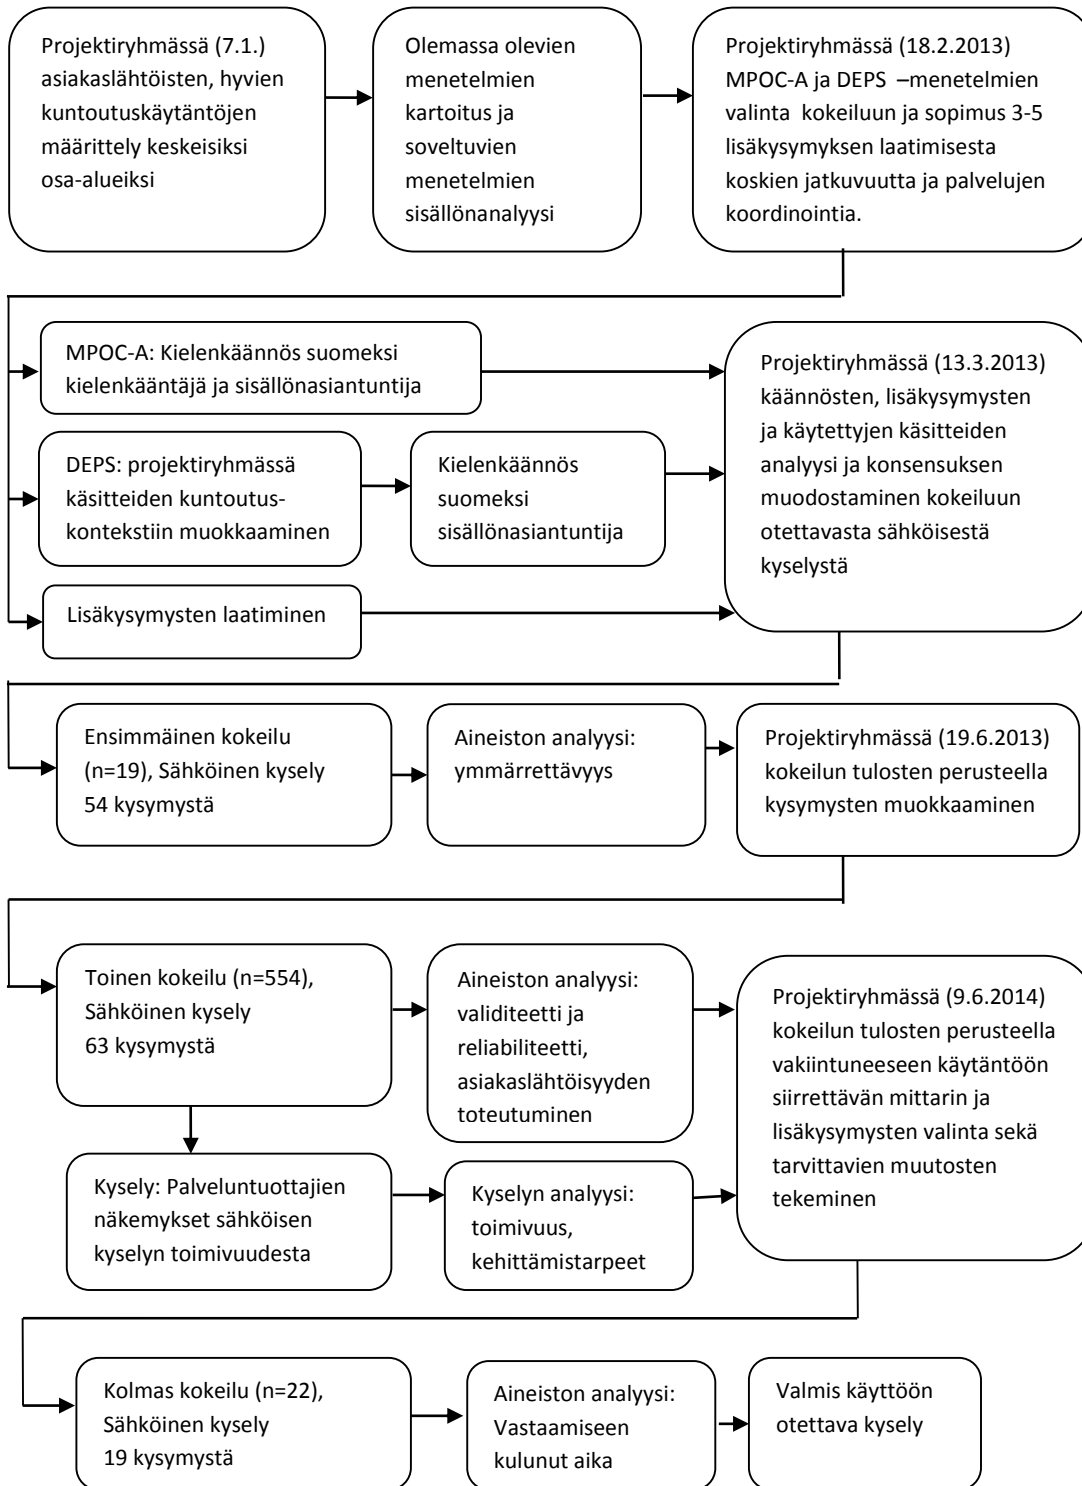 Projektiryhmässä (7.1.)
asiakaslähtöisten, hyvien
kuntoutuskäytäntöjen
määrittely keskeisiksi
osa-alueiksi
Olemassa olevien
menetelmien
kartoitus ja
soveltuvien
menetelmien
sisällönanalyysi
Projektiryhmässä (18.2.2013)
MPOC-A ja DEPS –menetelmien
valinta kokeiluun ja sopimus 3-5
lisäkysymyksen laatimisesta
koskien jatkuvuutta ja palvelujen
koordinointia.
MPOC-A: Kielenkäännös suomeksi
kielenkääntäjä ja sisällönasiantuntija
DEPS: projektiryhmässä
käsitteiden kuntoutus-
kontekstiin muokkaaminen
Kielenkäännös
suomeksi
sisällönasiantuntija
Lisäkysymysten laatiminen
Projektiryhmässä (13.3.2013)
käännösten, lisäkysymysten
ja käytettyjen käsitteiden
analyysi ja konsensuksen
muodostaminen kokeiluun
otettavasta sähköisestä
kyselystä
Ensimmäinen kokeilu
(n=19), Sähköinen kysely
54 kysymystä
Aineiston analyysi:
ymmärrettävyys
Projektiryhmässä (19.6.2013)
kokeilun tulosten perusteella
kysymysten muokkaaminen
Toinen kokeilu (n=554),
Sähköinen kysely
63 kysymystä
Aineiston analyysi:
validiteetti ja
reliabiliteetti,
asiakaslähtöisyyden
toteutuminen
Kysely: Palveluntuottajien
näkemykset sähköisen
kyselyn toimivuudesta
Kyselyn analyysi:
toimivuus,
kehittämistarpeet
Projektiryhmässä (9.6.2014)
kokeilun tulosten perusteella
vakiintuneeseen käytäntöön
siirrettävän mittarin ja
lisäkysymysten valinta sekä
tarvittavien muutosten
tekeminen
Kolmas kokeilu (n=22),
Sähköinen kysely
19 kysymystä
Aineiston analyysi:
Vastaamiseen
kulunut aika
Valmis käyttöön
otettava kysely